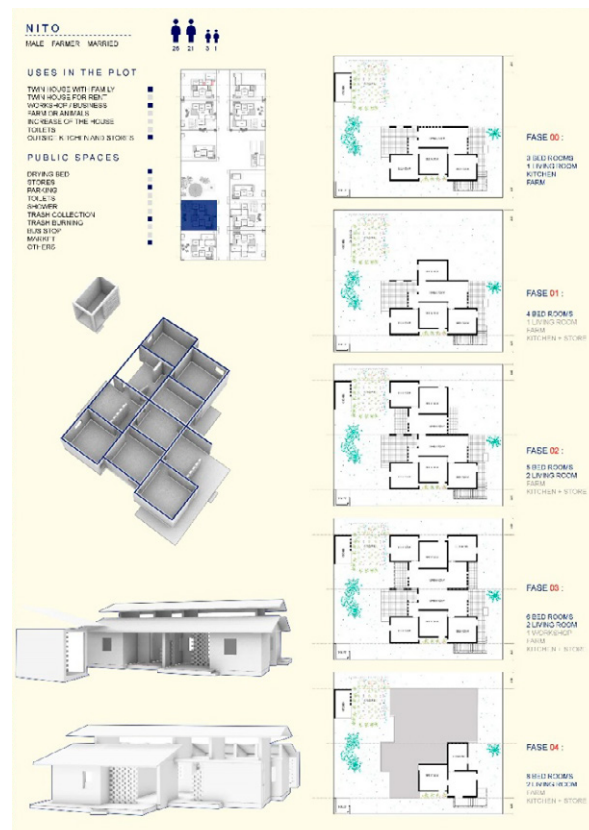 NITO
MALE FARMER MARRIED
26 21 3 1
USES IN THE PLOT
TWIN HOUSE WITH FAMILY
TWIN HOUSE FOR RENT
WORKSHOP / BUSINESS
FARM OR ANIMALS
INCREASE OF THE HOUSE
TOILETS
OUTSIDE KITCHEN AND STORES
PUBLIC SPACES
DRYING BED
STORES
PARKING
TOILETS
SHOWER
TRASH COLLECTION
TRASH BURNING
BUS STOP
MARKET
OTHERS
FASE 00 :
3 BED ROOMS
1 LIVING ROOM
KITCHEN
FARM
FASE 01 :
4 BED ROOMS
1 LIVING ROOM
FARM
KITCHEN + STORE
FASE 02 :
5 BED ROOMS
2 LIVING ROOM
FARM
KITCHEN + STORE
FASE 03 :
6 BED ROOMS
2 LIVING ROOM
1 WORKSHOP
FARM
KITCHEN + STORE
FASE 04 :
8 BED ROOMS
2 LIVING ROOM
FARM
KITCHEN + STORE